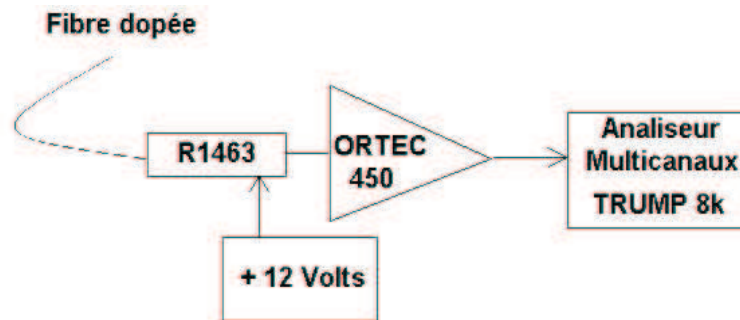 Fibre dopée
R1463
ORTEC
450
Analiseur
Multicanaux
TRUMP 8k
+ 12 Volts